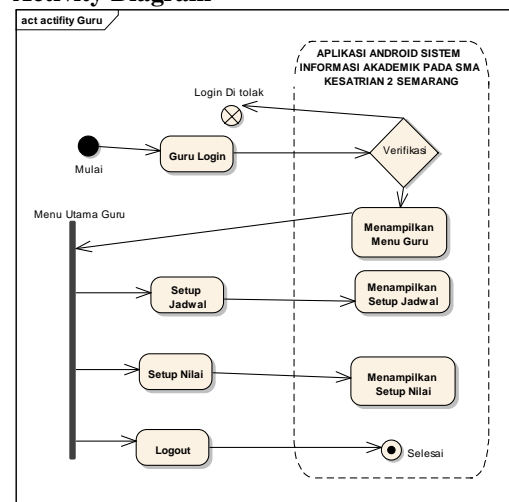 Activity Diagram
act actifity Guru
APLIKASI ANDROID SISTEM
INFORMASI AKADEMIK PADA SMA
KESATRIAN 2 SEMARANG
Login Di tolak
Mulai
Guru Login
Verifikasi
Menu Utama Guru
Menampilkan
Menu Guru
Setup
Jadwal
Menampilkan
Setup Jadwal
Setup Nilai
Menampilkan
Setup Nilai
Logout
Selesai